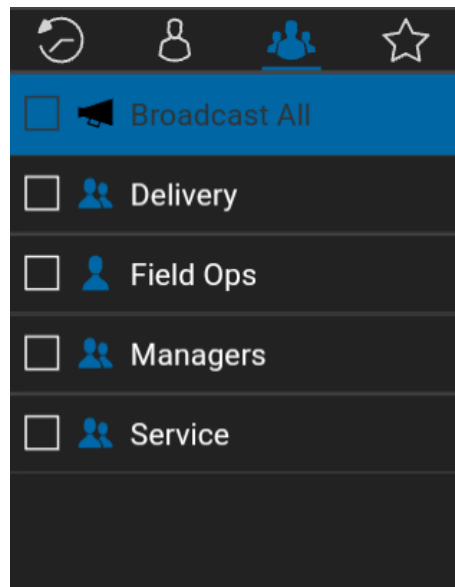 Broadcast All
Delivery
Field Ops
Managers
Service